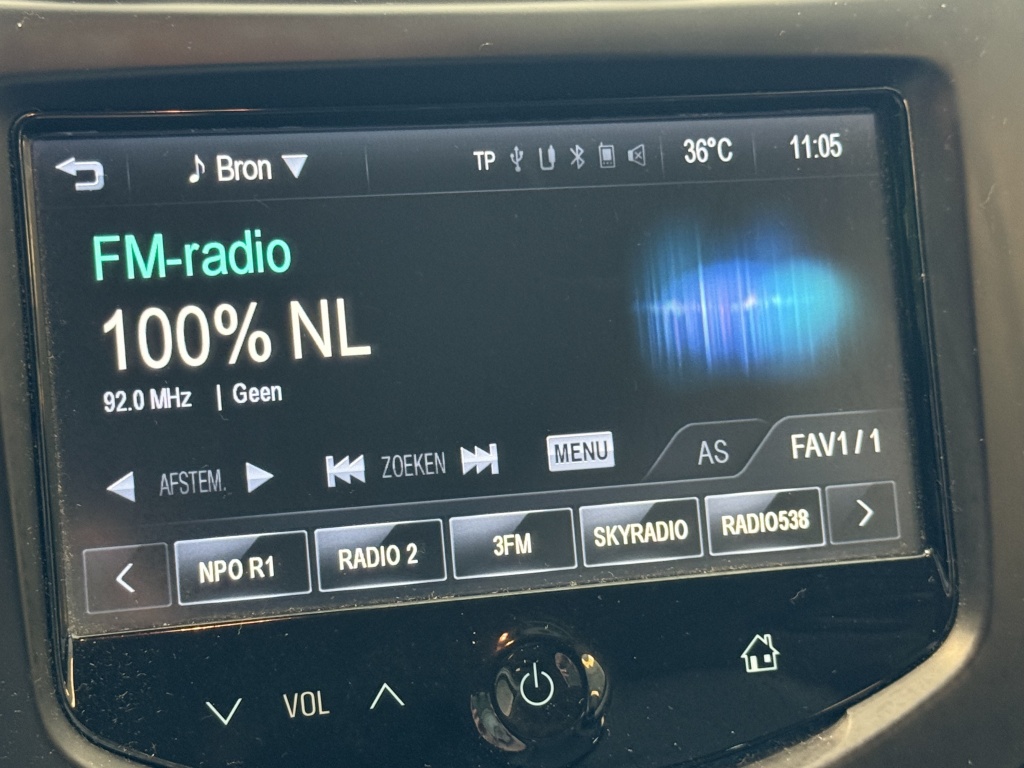 Bron TP 36°C 11:05
FM-radio
100% NL
92.0 MHz | Geen
AFSTEM. ZOEKEN MENU AS FAV1/1
< NPO R1 RADIO 2 3FM SKYRADIO RADIO538 >
VOL